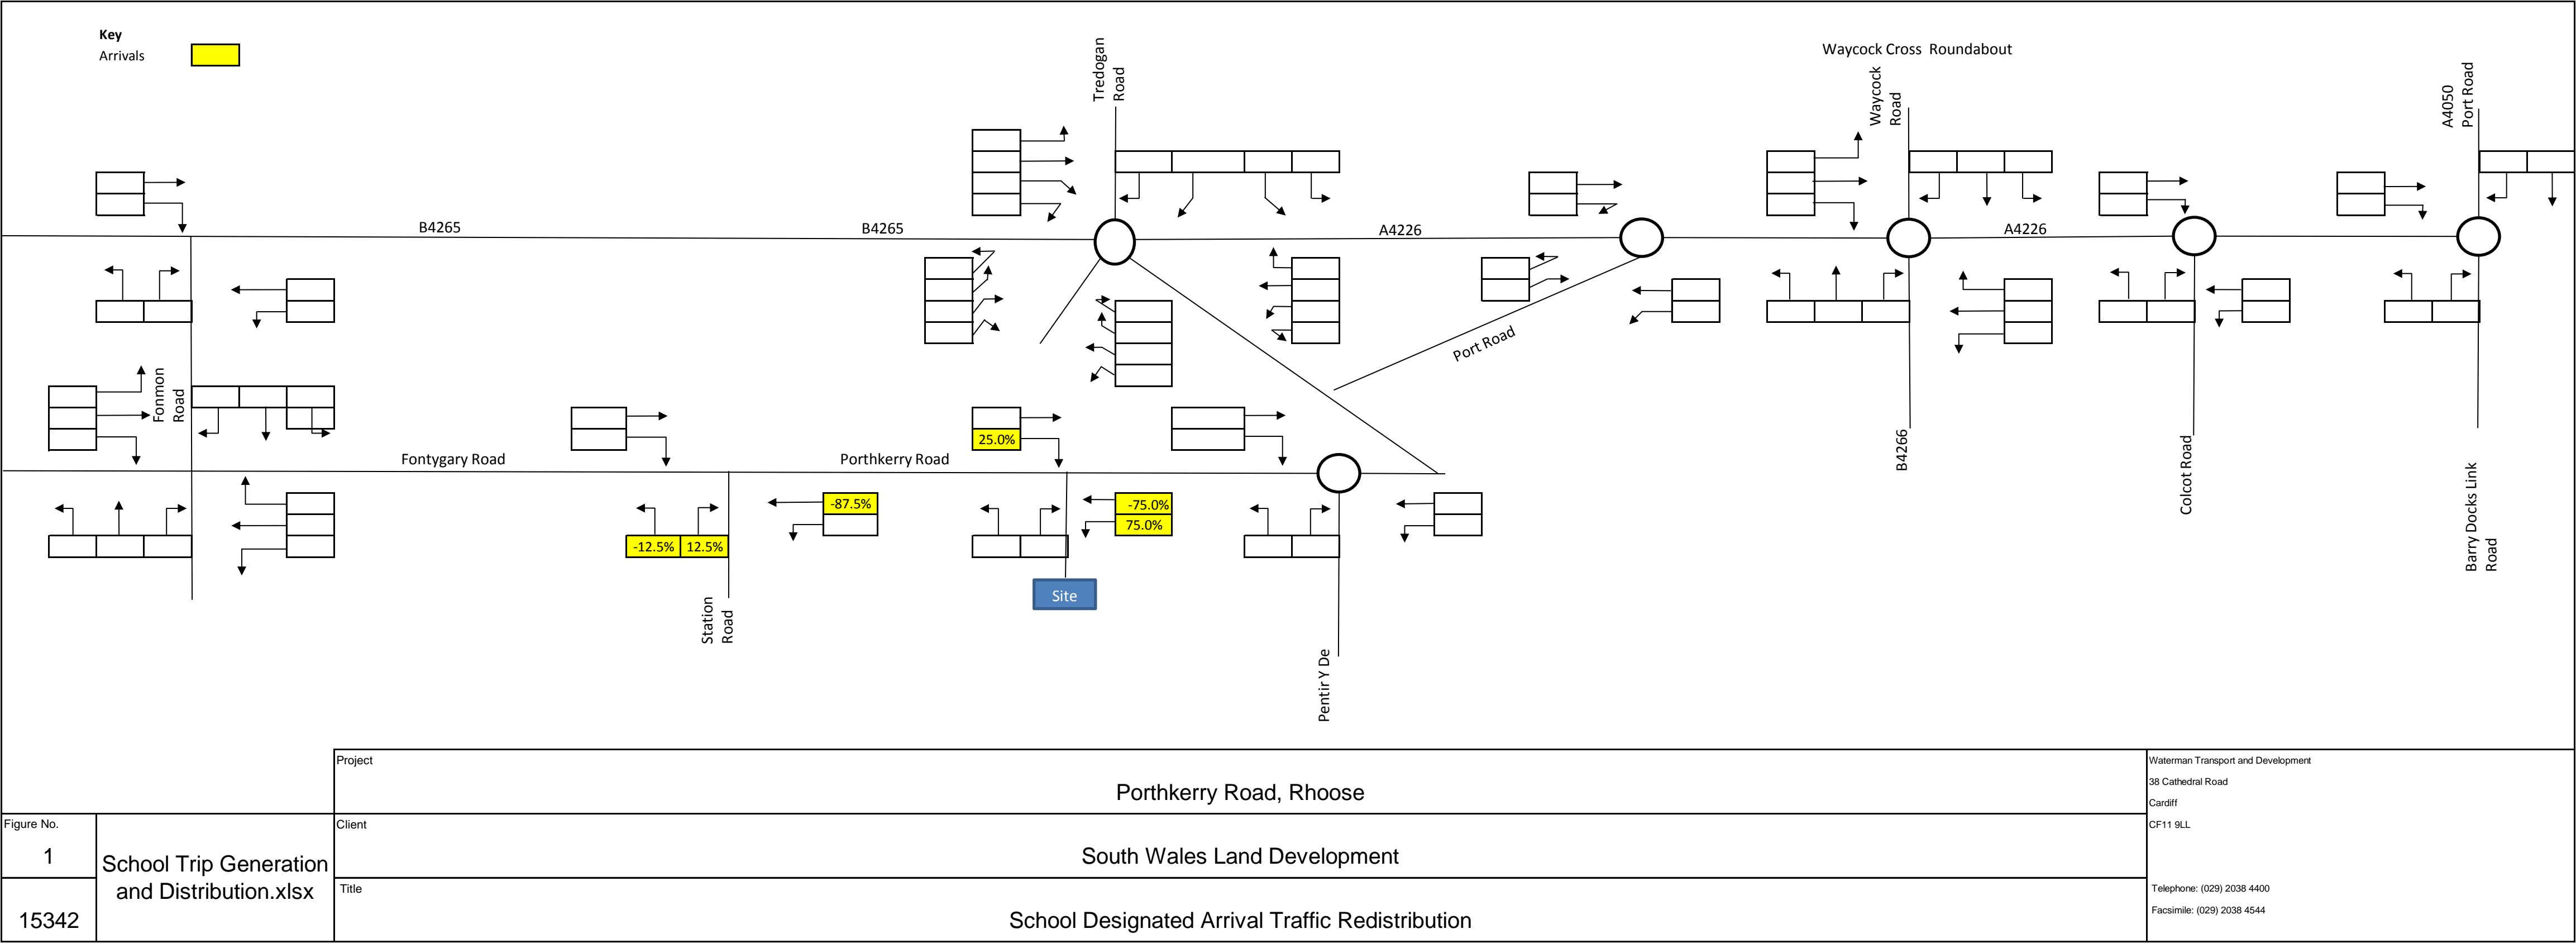 Key
Arrivals
Tredogan
Road
Waycock Cross Roundabout
Waycock
Road
A4050
Port Road
B4265
B4265
A4226
A4226
Port Road
Fonmon
Road
25.0%
Fontygary Road
Porthkerry Road
B4266
Colcot Road
Barry Docks Link
Road
-87.5%
-75.0%
75.0%
-12.5% 12.5%
Site
Station
Road
Pentir Y De
Project
Porthkerry Road, Rhoose
Waterman Transport and Development
38 Cathedral Road
Cardiff
CF11 9LL
Figure No.
1
School Trip Generation
and Distribution.xlsx
Client
South Wales Land Development
15342
Title
School Designated Arrival Traffic Redistribution
Telephone: (029) 2038 4400
Facsimile: (029) 2038 4544